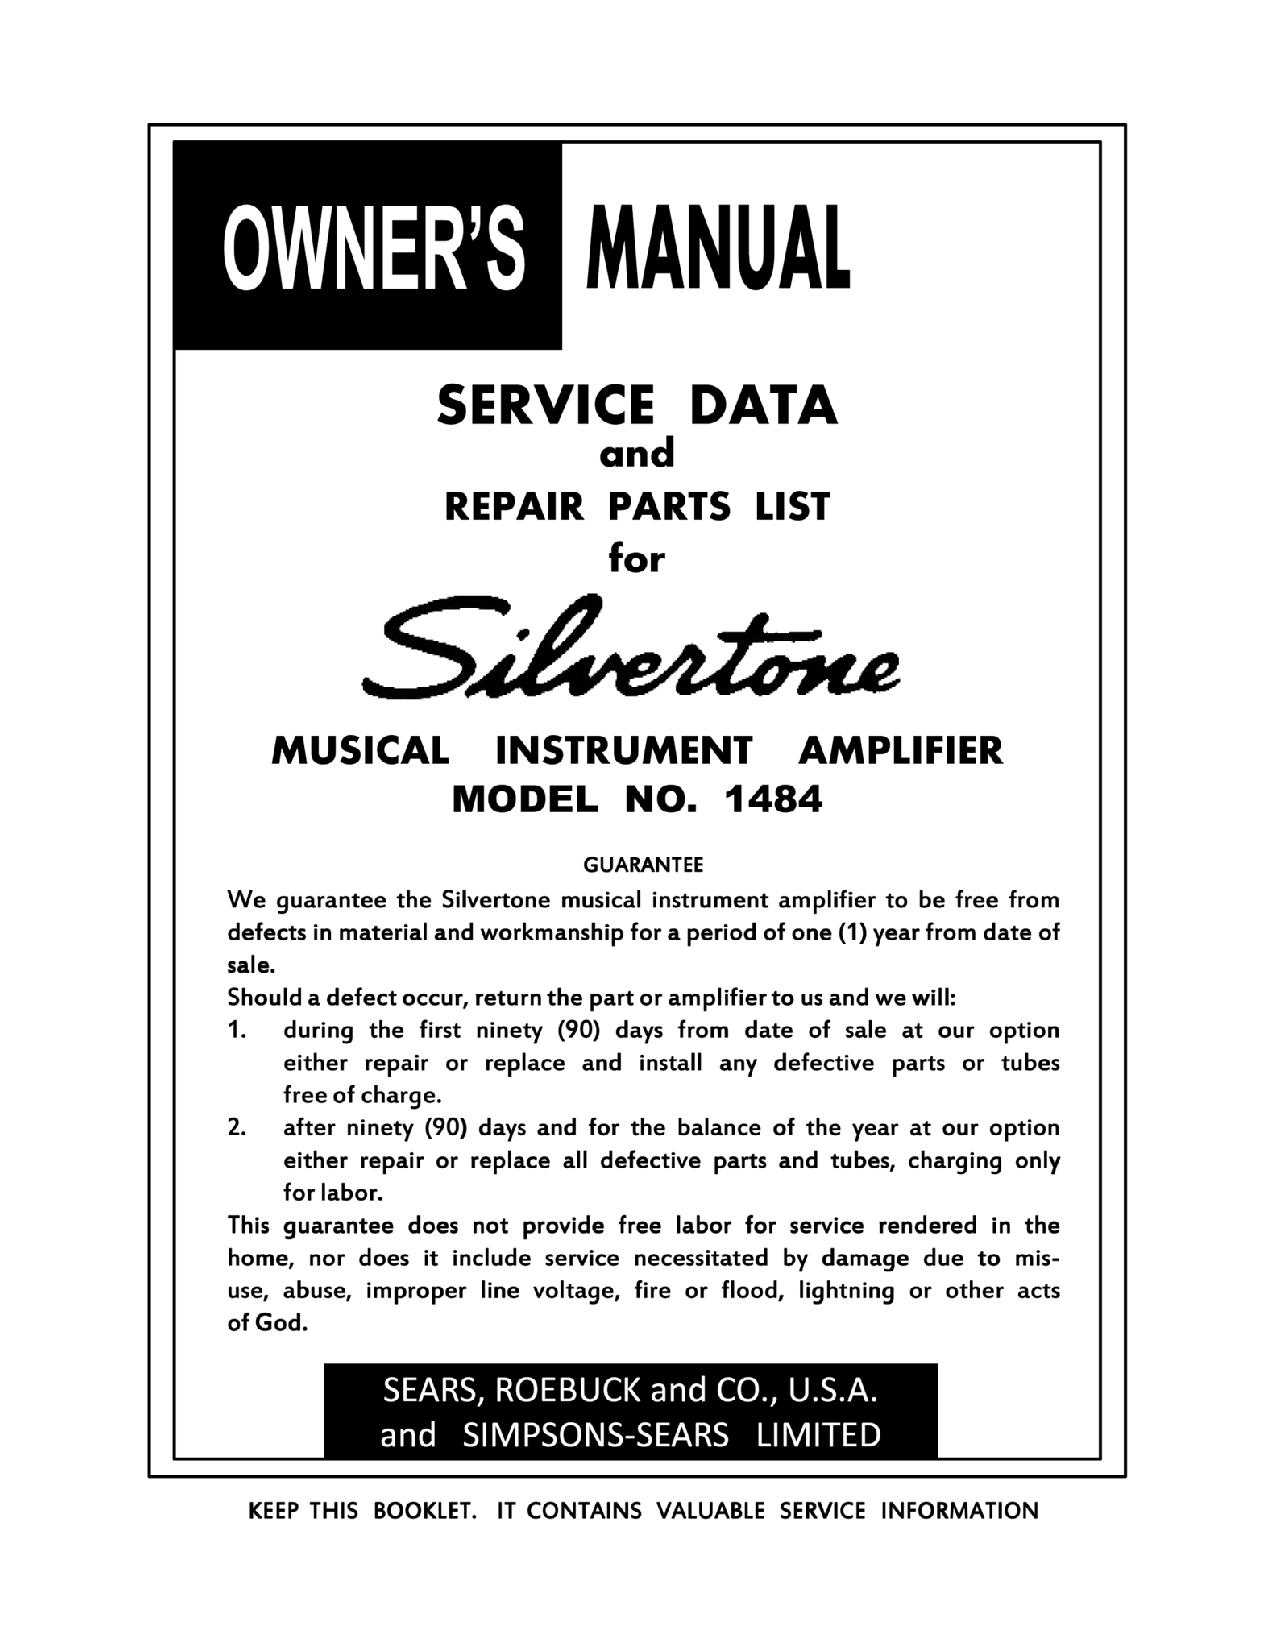 OWNER'S MANUAL
SERVICE DATA
and
REPAIR PARTS LIST
for
Silvertone
MUSICAL INSTRUMENT AMPLIFIER
MODEL NO. 1484
GUARANTEE
We guarantee the Silvertone musical instrument amplifier to be free from
defects in material and workmanship for a period of one (1) year from date of
sale.
Should a defect occur, return the part or amplifier to us and we will:
1. during the first ninety (90) days from date of sale at our option
either repair or replace and install any defective parts or tubes
free of charge.
2. after ninety (90) days and for the balance of the year at our option
either repair or replace all defective parts and tubes, charging only
for labor.
This guarantee does not provide free labor for service rendered in the
home, nor does it include service necessitated by damage due to mis-
use, abuse, improper line voltage, fire or flood, lightning or other acts
of God.
SEARS, ROEBUCK and CO., U.S.A.
and SIMPSONS-SEARS LIMITED
KEEP THIS BOOKLET. IT CONTAINS VALUABLE SERVICE INFORMATION